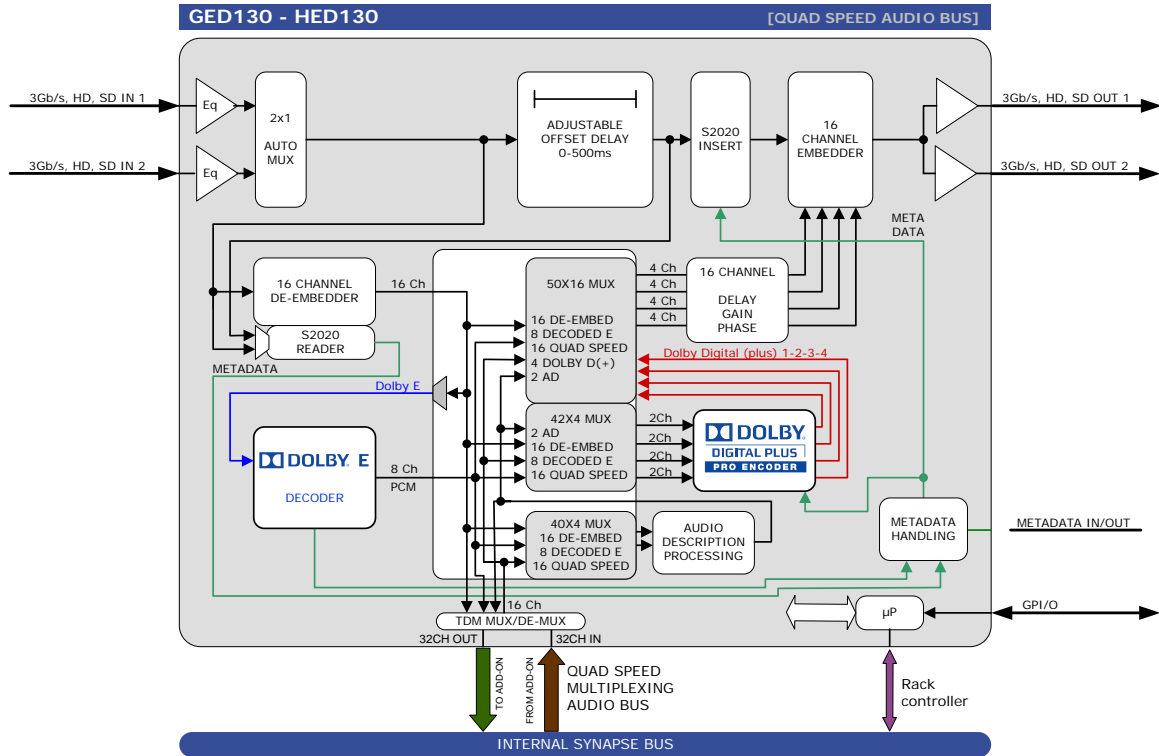 GED130 - HED130
[QUAD SPEED AUDIO BUS]
3Gb/s, HD, SD IN 1
3Gb/s, HD, SD IN 2
Eq
Eq
2x1
AUTO
MUX
ADJUSTABLE
OFFSET DELAY
0-500ms
S2020
INSERT
16
CHANNEL
EMBEDDER
3Gb/s, HD, SD OUT 1
3Gb/s, HD, SD OUT 2
META
DATA
16 CHANNEL
DE-EMBEDDER
16 Ch
S2020
READER
METADATA
50X16 MUX
16 DE-EMBED
8 DECODED E
16 QUAD SPEED
4 DOLBY D(+)
2 AD
4 Ch
4 Ch
4 Ch
4 Ch
16 CHANNEL
DELAY
GAIN
PHASE
Dolby Digital (plus) 1-2-3-4
Dolby E
DOLBY E
DECODER
8 Ch
PCM
42X4 MUX
2 AD
16 DE-EMBED
8 DECODED E
16 QUAD SPEED
2Ch
2Ch
2Ch
2Ch
DOLBY
DIGITAL PLUS
PRO ENCODER
40X4 MUX
16 DE-EMBED
8 DECODED E
16 QUAD SPEED
AUDIO
DESCRIPTION
PROCESSING
METADATA
HANDLING
METADATA IN/OUT
µP
GPI/O
16 Ch
TDM MUX/DE-MUX
32CH OUT
32CH IN
TO ADD-ON
FROM ADD-ON
QUAD SPEED
MULTIPLEXING
AUDIO BUS
Rack
controller
INTERNAL SYNAPSE BUS